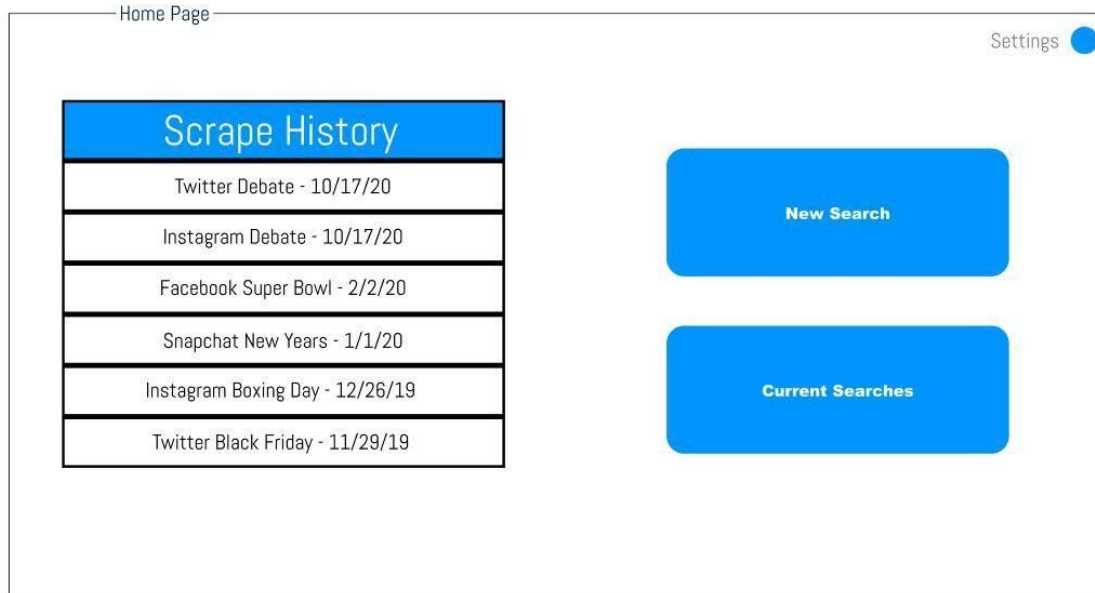 Home Page
Settings
Scrape History
Twitter Debate - 10/17/20
Instagram Debate - 10/17/20
Facebook Super Bowl - 2/2/20
Snapchat New Years - 1/1/20
Instagram Boxing Day - 12/26/19
Twitter Black Friday - 11/29/19
New Search
Current Searches